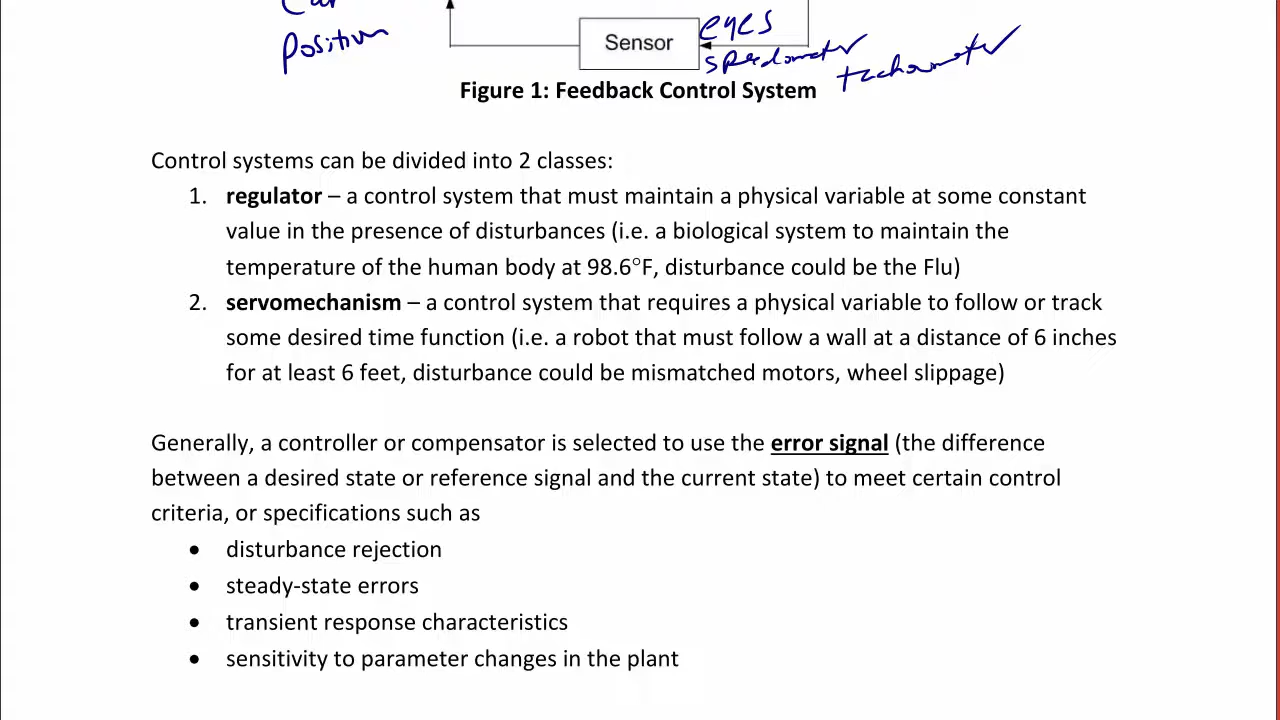 Car
Position
Sensor
eyes
speedometer
tachometer
Figure 1: Feedback Control System
Control systems can be divided into 2 classes:
1. regulator – a control system that must maintain a physical variable at some constant
value in the presence of disturbances (i.e. a biological system to maintain the
temperature of the human body at 98.6°F, disturbance could be the Flu)
2. servomechanism – a control system that requires a physical variable to follow or track
some desired time function (i.e. a robot that must follow a wall at a distance of 6 inches
for at least 6 feet, disturbance could be mismatched motors, wheel slippage)
Generally, a controller or compensator is selected to use the error signal (the difference
between a desired state or reference signal and the current state) to meet certain control
criteria, or specifications such as
• disturbance rejection
• steady-state errors
• transient response characteristics
• sensitivity to parameter changes in the plant